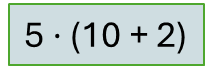 5 · (10 + 2)